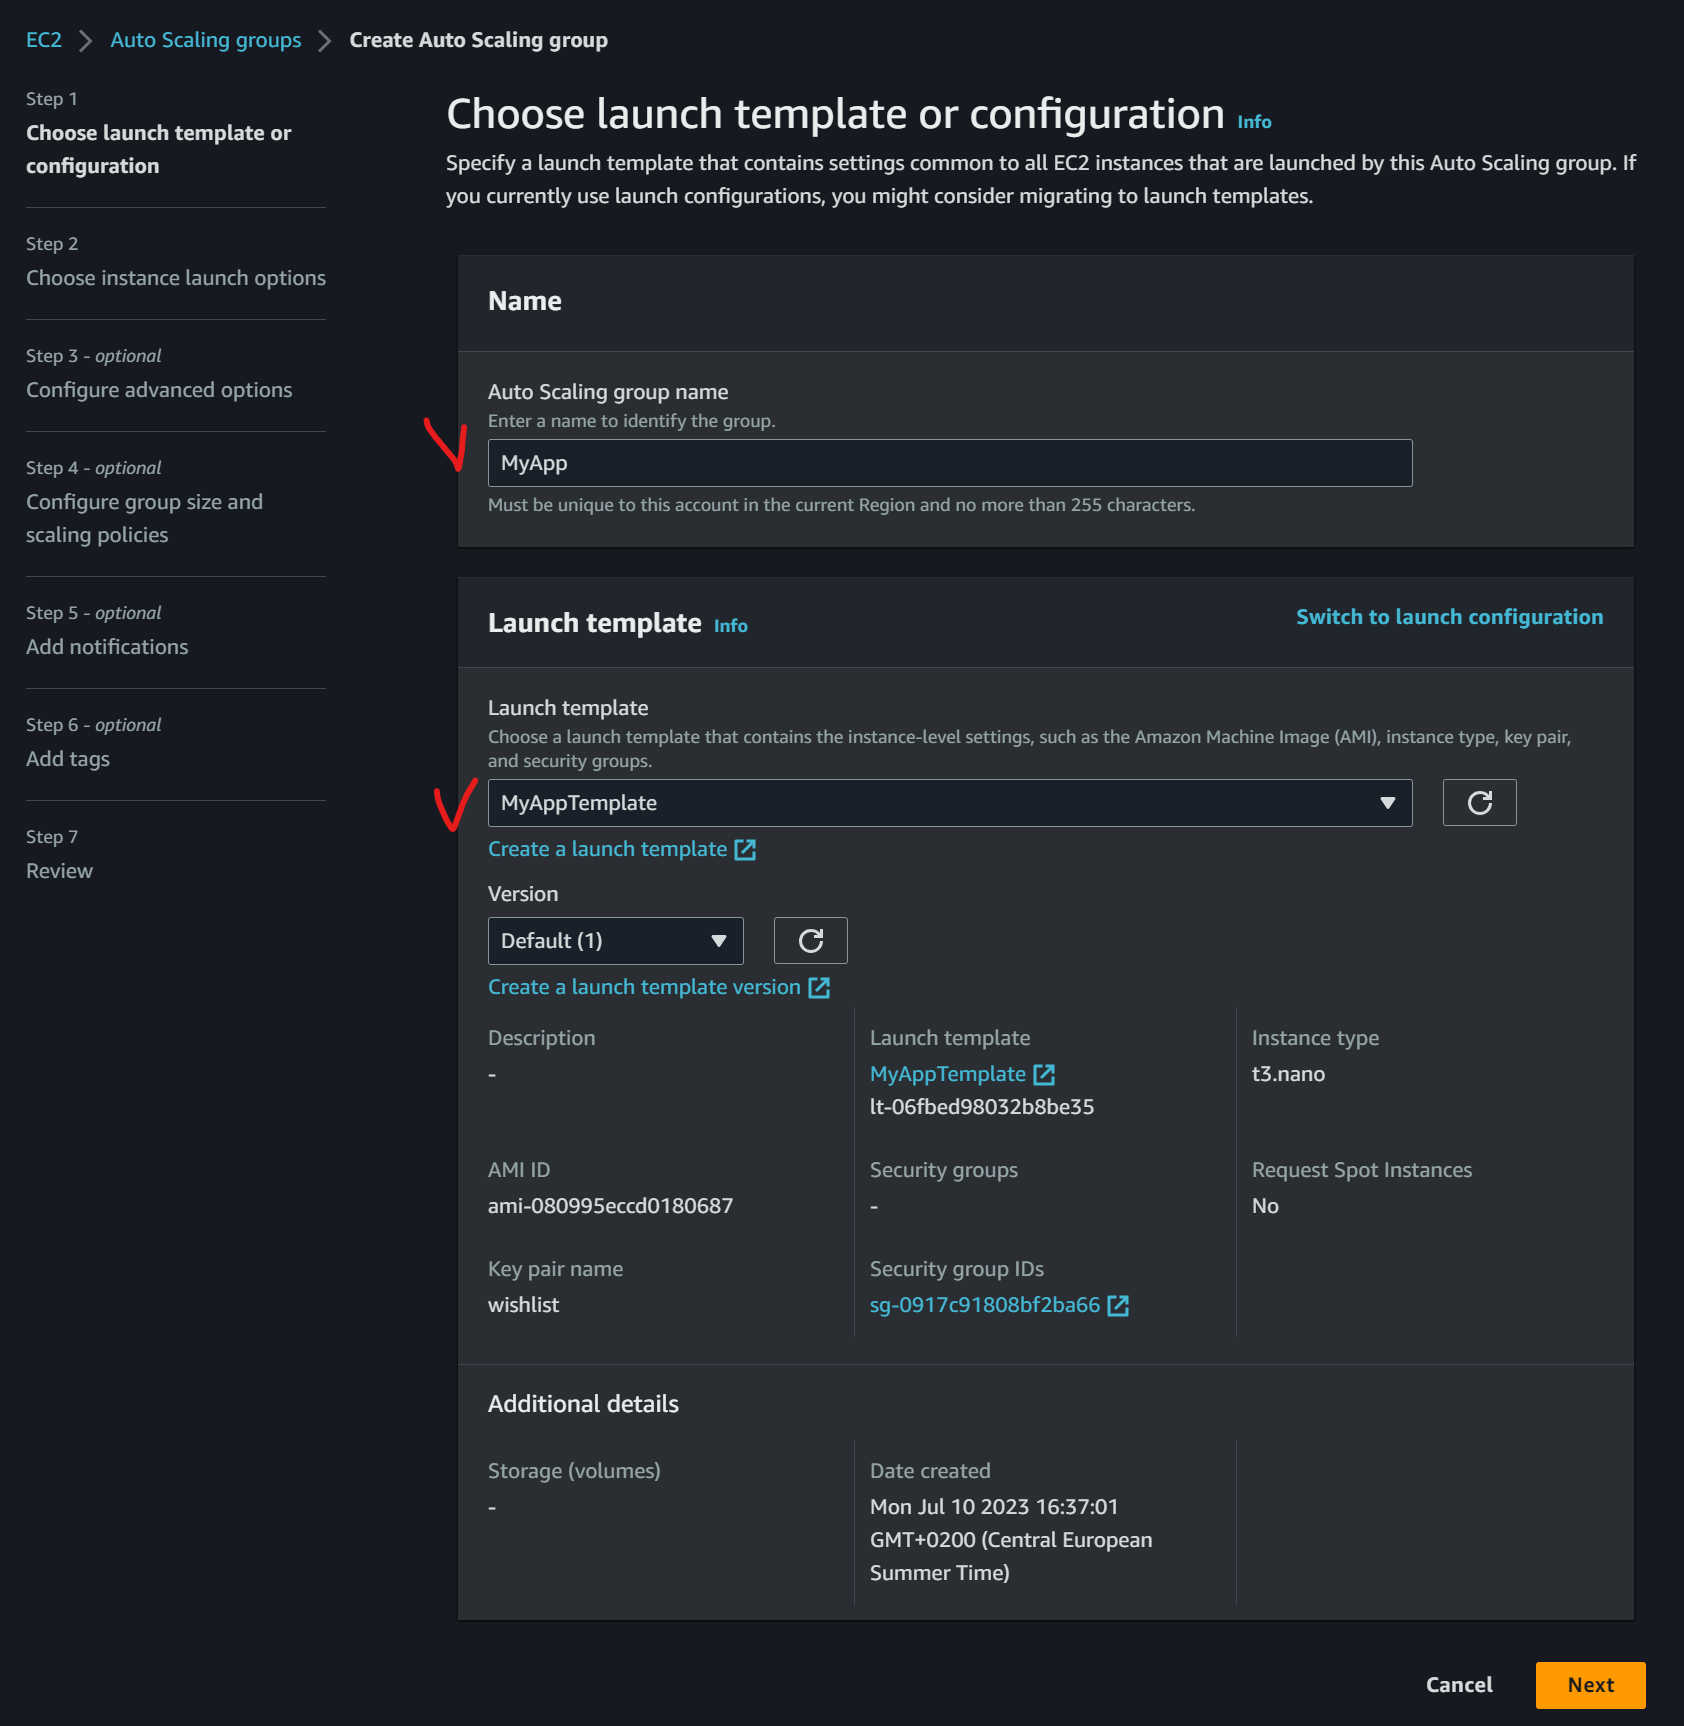 EC2 > Auto Scaling groups > Create Auto Scaling group
Step 1
Choose launch template or
configuration
Step 2
Choose instance launch options
Step 3 - optional
Configure advanced options
Step 4 - optional
Configure group size and
scaling policies
Step 5 - optional
Add notifications
Step 6 - optional
Add tags
Step 7
Review
Choose launch template or configuration Info
Specify a launch template that contains settings common to all EC2 instances that are launched by this Auto Scaling group. If
you currently use launch configurations, you might consider migrating to launch templates.
Name
Auto Scaling group name
Enter a name to identify the group.
MyApp
Must be unique to this account in the current Region and no more than 255 characters.
Launch template Info
Switch to launch configuration
Launch template
Choose a launch template that contains the instance-level settings, such as the Amazon Machine Image (AMI), instance type, key pair,
and security groups.
MyAppTemplate
Create a launch template
Version
Default (1)
Create a launch template version
Description
-
Launch template
MyAppTemplate
lt-06fbed98032b8be35
Instance type
t3.nano
AMI ID
ami-080995eccd0180687
Security groups
-
Request Spot Instances
No
Key pair name
wishlist
Security group IDs
sg-0917c91808bf2ba66
Additional details
Storage (volumes)
-
Date created
Mon Jul 10 2023 16:37:01
GMT+0200 (Central European
Summer Time)
Cancel
Next